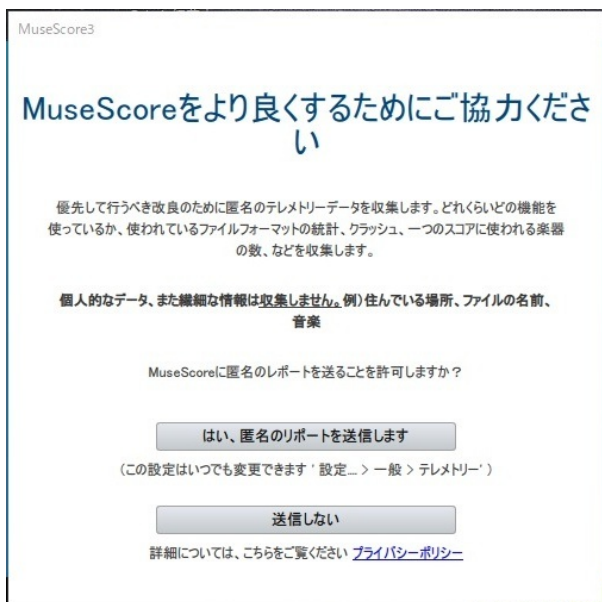 MuseScore3
MuseScoreをより良くするためにご協力くださ
い
優先して行うべき改良のために匿名のテレメトリーデータを収集します。どれくらいどの機能を
使っているか、使われているファイルフォーマットの統計、クラッシュ、一つのスコアに使われる楽器
の数、などを収集します。
個人的なデータ、また繊細な情報は収集しません。例）住んでいる場所、ファイルの名前、
音楽
MuseScoreに匿名のレポートを送ることを許可しますか？
はい、匿名のリポートを送信します
（この設定はいつでも変更できます ' 設定... > 一般 > テレメトリー' ）
送信しない
詳細については、こちらをご覧ください プライバシーポリシー